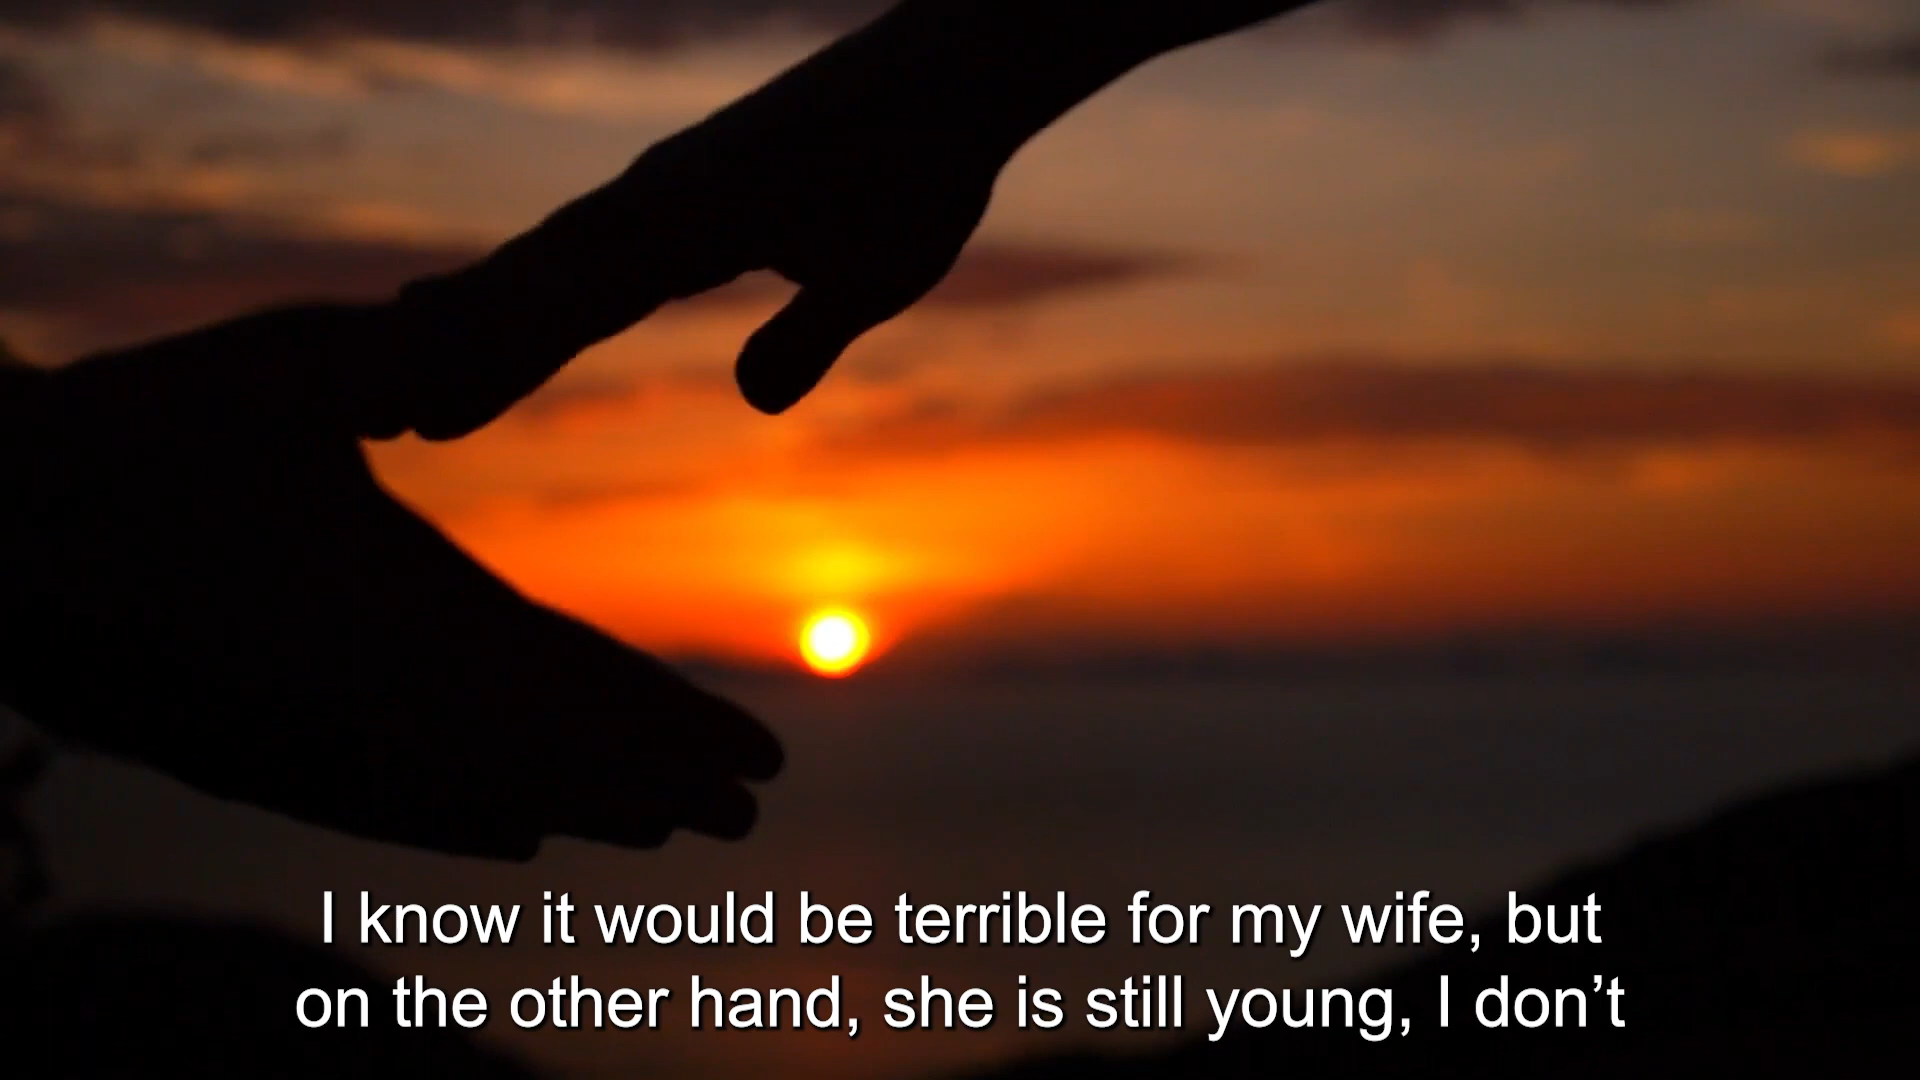 I know it would be terrible for my wife, but
on the other hand, she is still young, I don’t